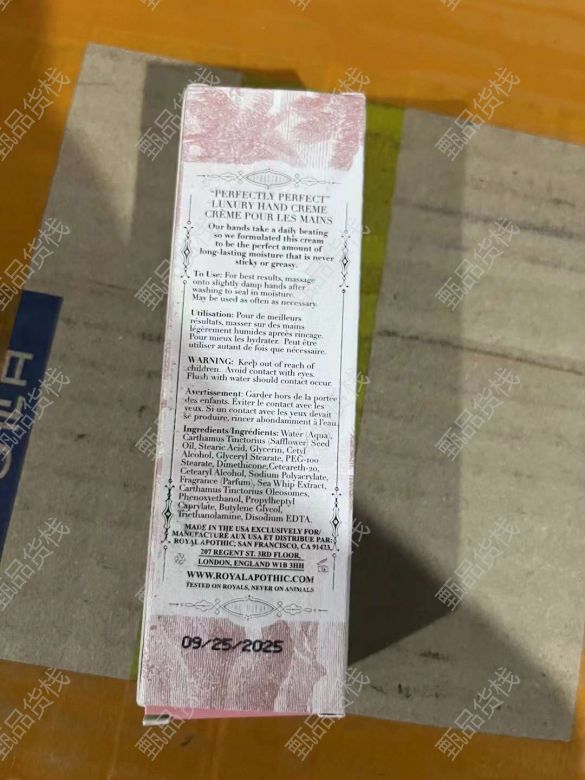 "PERFECTLY PERFECT"
LUXURY HAND CREME
CRÈME POUR LES MAINS
Our hands take a daily beating
so we formulated this cream
to be the perfect amount of
long-lasting moisture that is never
sticky or greasy.
To Use: For best results, massage
onto slightly damp hands after
washing to seal in moisture.
May be used as often as necessary.
Utilisation: Pour de meilleurs
résultats, masser sur des mains
légèrement humides apreès rincage.
Pour mieux les hydrater. Peut être
utiliser autant de fois que nécessaire.
WARNING: Keep out of reach of
children. Avoid contact with eyes.
Flush with water should contact occur.
Avertissement: Garder hors de la portée
des enfants. Éviter le contact avec les
yeux. Si un contact avec les yeux devait
se produire, rincer abondamment à l'eau.
Ingredients/Ingrédients: Water (Aqua),
Carthamus Tinctorius (Safflower) Seed
Oil, Stearic Acid, Glycerin, Cetyl
Alcohol, Glyceryl Stearate, PEG-100
Stearate, Dimethicone, Ceteareth-20,
Cetearyl Alcohol, Sodium Polyacrylate,
Fragrance (Parfum), Sea Whip Extract,
Carthamus Tinctorius Oleosomes,
Phenoxyethanol, Propylheptyl
Caprylate, Butylene Glycol,
Triethanolamine, Disodium EDTA.
MADE IN THE USA EXCLUSIVELY FOR/
MANUFACTURÉ AUX USA ET DISTRIBUE PAR:
ROYAL APOTHIC, SAN FRANCISCO, CA 91423,
207 REGENT ST. 3RD FLOOR,
LONDON, ENGLAND W1B 3HH
WWW.ROYALAPOTHIC.COM
TESTED ON ROYALS, NEVER ON ANIMALS
09/25/2025
甄品货栈